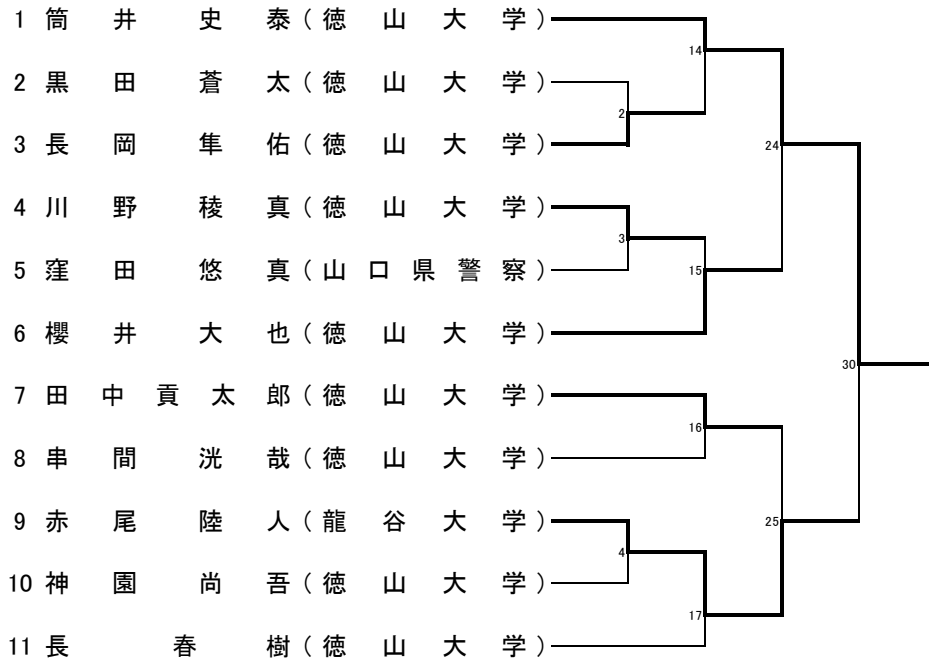 1 筒井史泰(徳山大学)
14
2 黒田蒼太(徳山大学)
2
3 長岡隼佑(徳山大学)
24
4 川野稜真(徳山大学)
3
5 窪田悠真(山口県警察)
15
6 櫻井大也(徳山大学)
30
7 田中貢太郎(徳山大学)
16
8 串間洸哉(徳山大学)
9 赤尾陸人(龍谷大学)
25
4
10 神園尚吾(徳山大学)
17
11 長春樹(徳山大学)